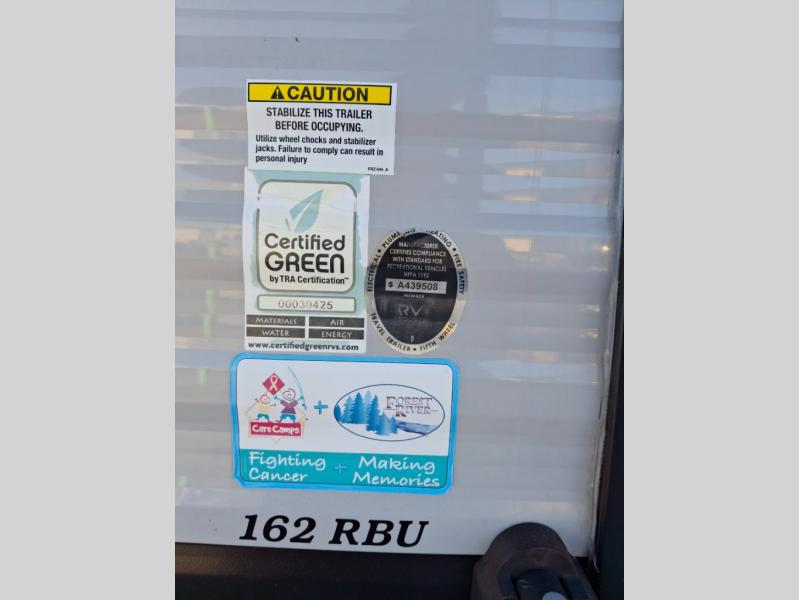 CAUTION
STABILIZE THIS TRAILER
BEFORE OCCUPYING.
Utilize wheel chocks and stabilizer
jacks. Failure to comply can result in
personal injury
Certified
GREEN
by TRA Certification™
00030425
MATERIALS AIR
WATER ENERGY
www.certifiedgreenrvs.com
ELECTRICAL • PLUMBING • HEATING • FIRE SAFETY
MANUFACTURER
CERTIFIES COMPLIANCE
WITH STANDARD FOR
RECREATIONAL VEHICLES
NFPA 1192
S A439508
MEMBER
RV
D
TRAVEL TRAILER • FIFTH WHEEL
Care Camps
+
FOREST
RIVER
Fighting + Making
Cancer Memories
162 RBU